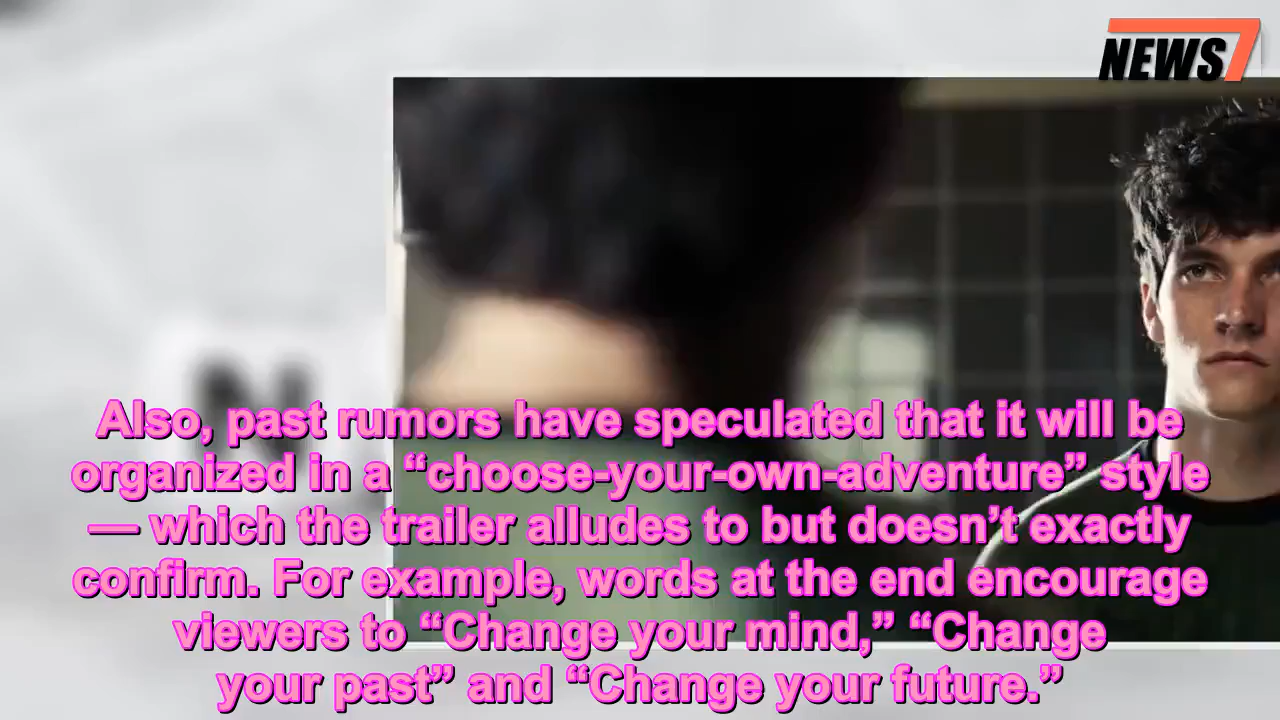 NEWS7
N
Also, past rumors have speculated that it will be
organized in a “choose-your-own-adventure” style
— which the trailer alludes to but doesn’t exactly
confirm. For example, words at the end encourage
viewers to “Change your mind,” “Change
your past” and “Change your future.”